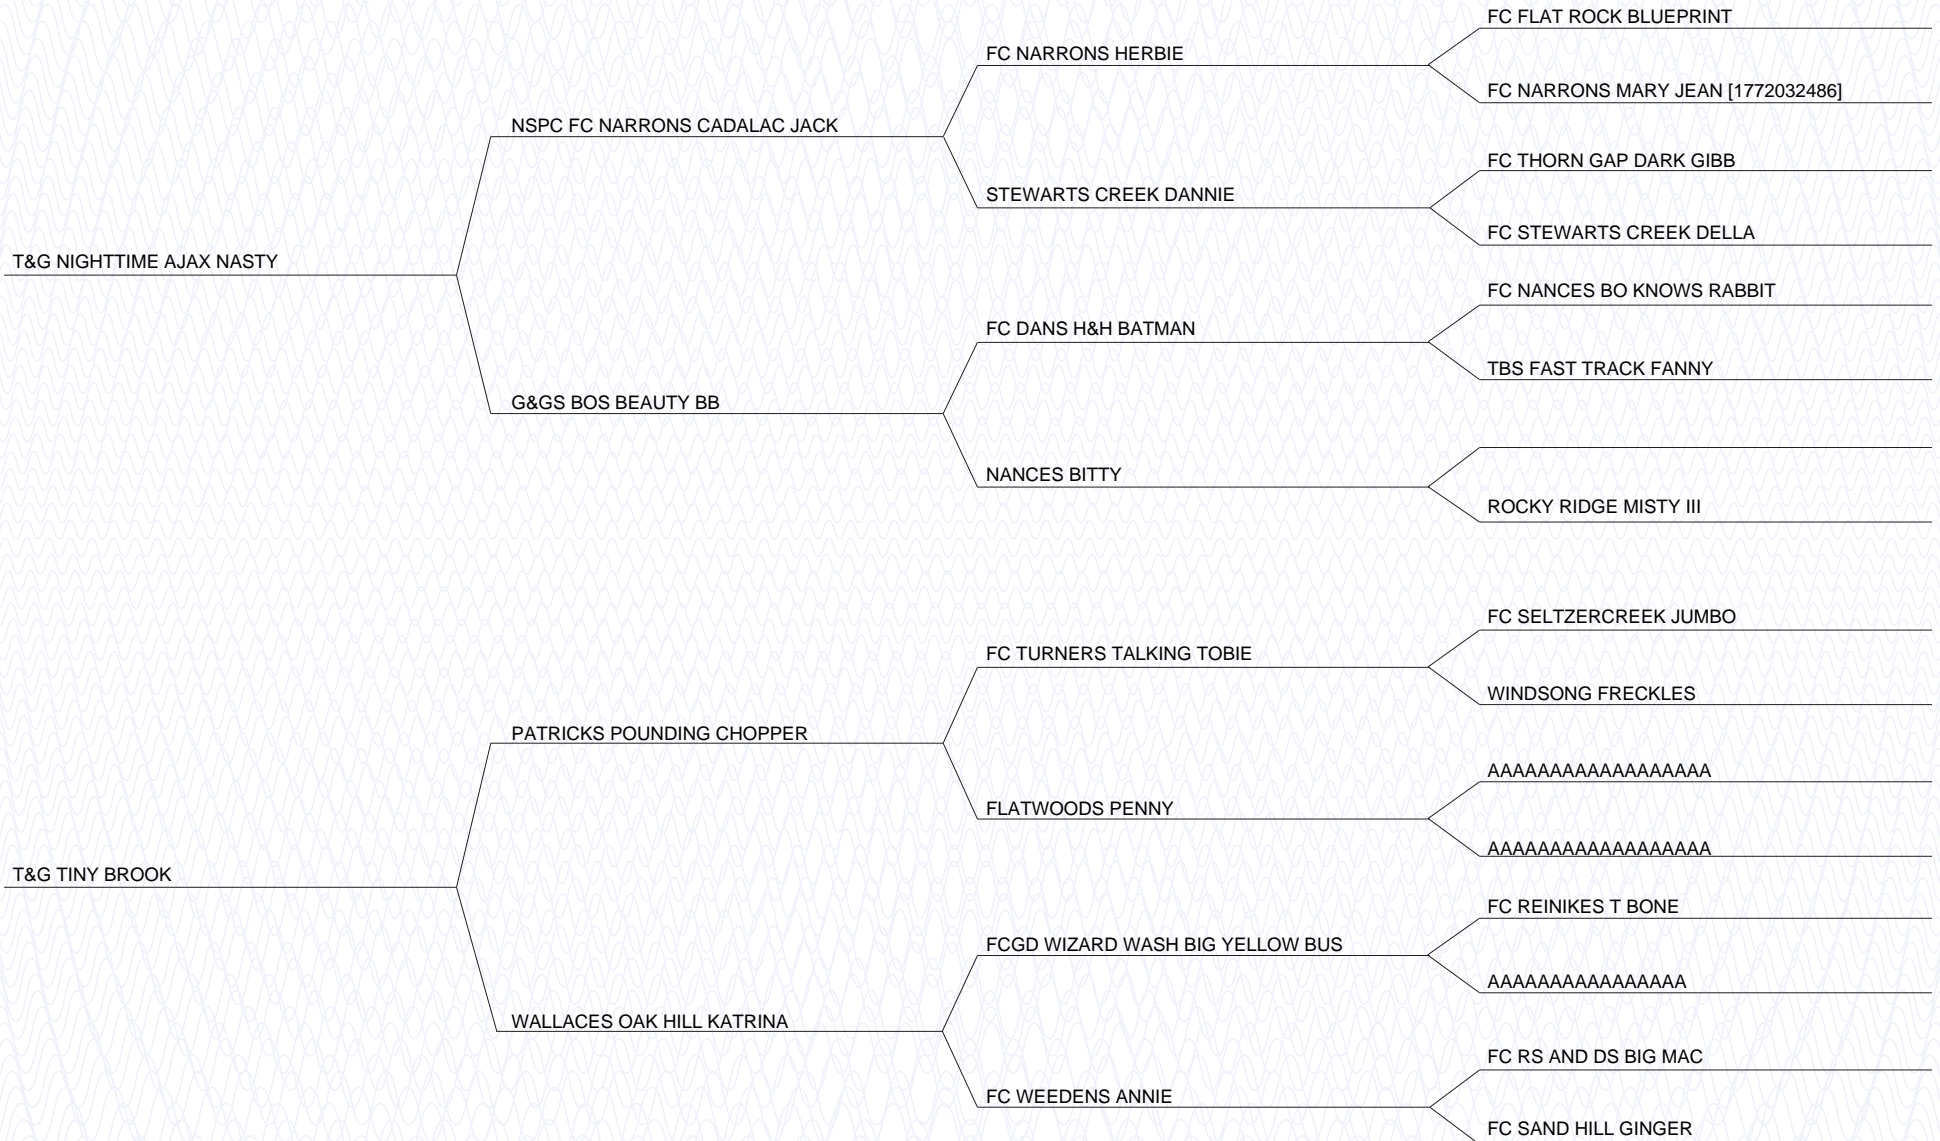 FC FLAT ROCK BLUEPRINT
FC NARRONS HERBIE
FC NARRONS MARY JEAN [1772032486]
NSPC FC NARRONS CADALAC JACK
FC THORN GAP DARK GIBB
STEWARTS CREEK DANNIE
FC STEWARTS CREEK DELLA
T&G NIGHTTIME AJAX NASTY
FC NANCES BO KNOWS RABBIT
FC DANS H&H BATMAN
TBS FAST TRACK FANNY
G&GS BOS BEAUTY BB
NANCES BITTY
ROCKY RIDGE MISTY III
FC SELTZERCREEK JUMBO
FC TURNERS TALKING TOBIE
WINDSONG FRECKLES
PATRICKS POUNDING CHOPPER
AAAAAAAAAAAAAAAAAA
FLATWOODS PENNY
AAAAAAAAAAAAAAAAAA
T&G TINY BROOK
FC REINIKES T BONE
FCGD WIZARD WASH BIG YELLOW BUS
AAAAAAAAAAAAAAAA
WALLACES OAK HILL KATRINA
FC RS AND DS BIG MAC
FC WEEDENS ANNIE
FC SAND HILL GINGER